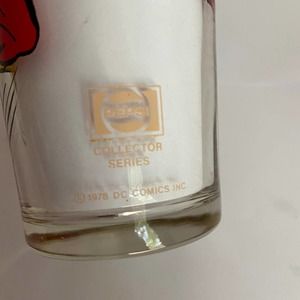 PEPSI
COLLECTOR
SERIES
© 1978 DC COMICS INC